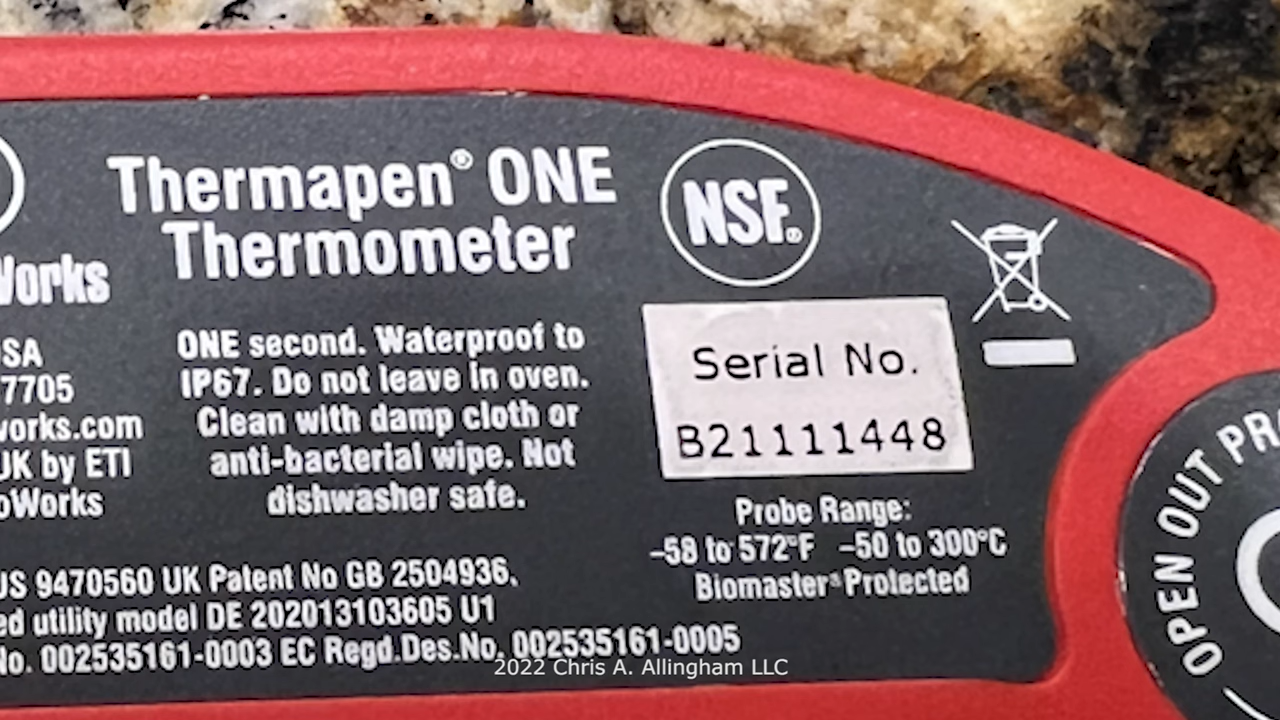 Thermapen® ONE
Thermometer
NSF®
Works
SA
7705
works.com
UK by ETI
oWorks
ONE second. Waterproof to
IP67. Do not leave in oven.
Clean with damp cloth or
anti-bacterial wipe. Not
dishwasher safe.
Serial No.
B21111448
Probe Range:
-58 to 572°F -50 to 300°C
Biomaster® Protected
US 9470560 UK Patent No GB 2504936.
ed utility model DE 202013103605 U1
No. 002535161-0003 EC Regd.Des.No. 002535161-0005
OPEN OUT PR
2022 Chris A. Allingham LLC